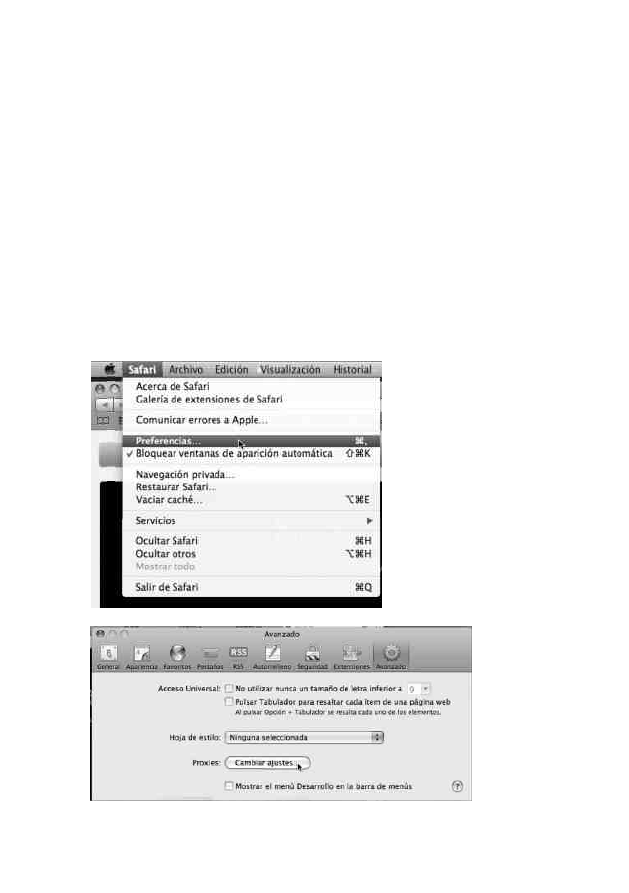 Safari Archivo Edición Visualización Historial
Acerca de Safari
Galería de extensiones de Safari
Comunicar errores a Apple...
Preferencias... ⌘,
✓ Bloquear ventanas de aparición automática ⇧⌘K
Navegación privada...
Restaurar Safari...
Vaciar caché... ⌥⌘E
Servicios ▶
Ocultar Safari ⌘H
Ocultar otros ⌥⌘H
Mostrar todo
Salir de Safari ⌘Q
Avanzado
General Apariencia Favoritos Pestañas RSS Autorrelleno Seguridad Extensiones Avanzado
Acceso Universal: No utilizar nunca un tamaño de letra inferior a 9
Pulsar Tabulador para resaltar cada ítem de una página web
Al pulsar Opción + Tabulador se resalta cada uno de los elementos.
Hoja de estilo: Ninguna seleccionada
Proxies: Cambiar ajustes...
Mostrar el menú Desarrollo en la barra de menús ?